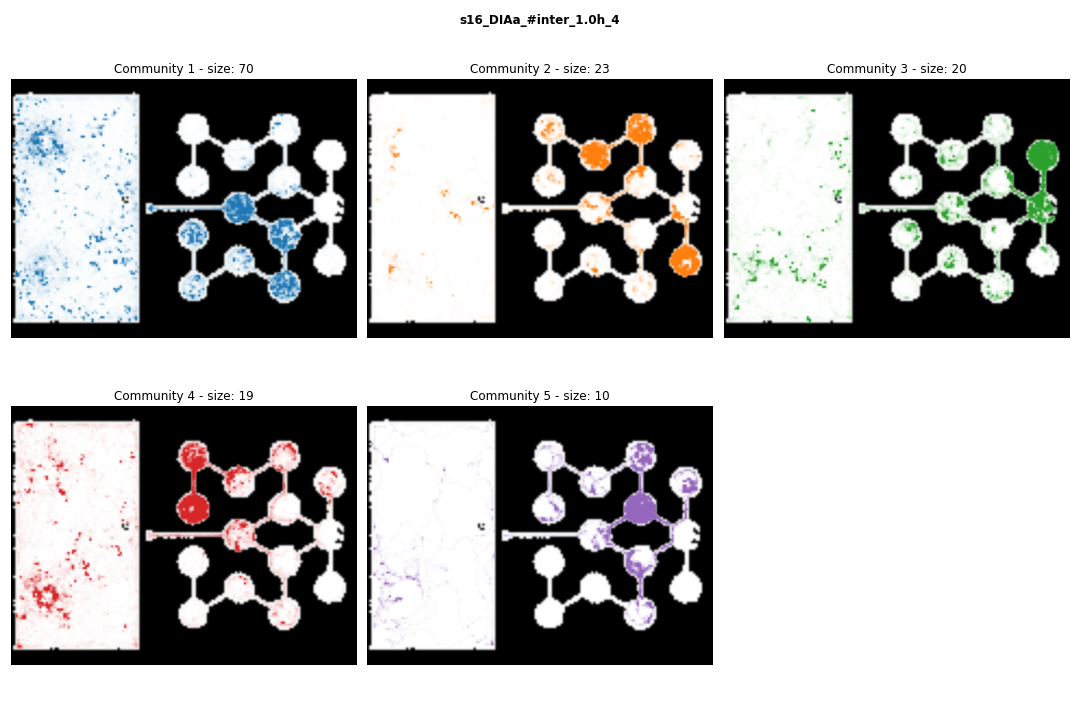 s16_DIAa_#inter_1.0h_4
Community 1 - size: 70
Community 2 - size: 23
Community 3 - size: 20
Community 4 - size: 19
Community 5 - size: 10